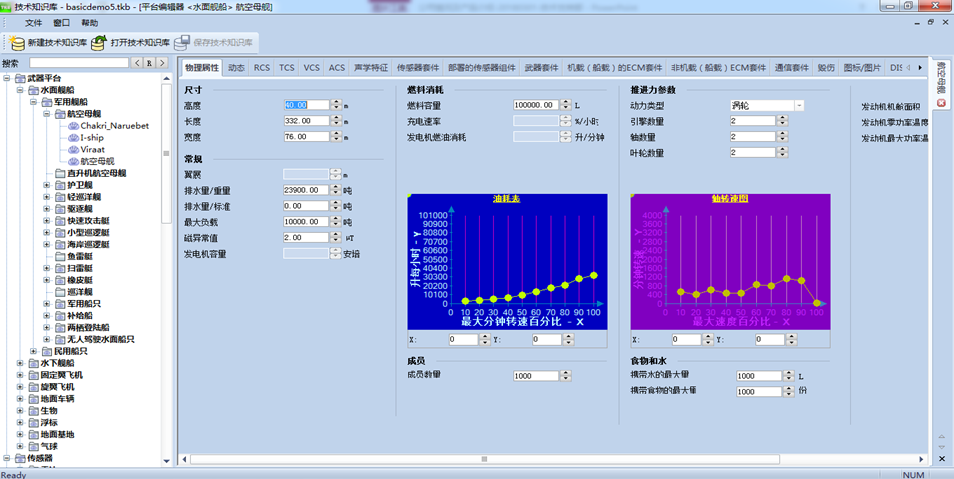 技术知识库 - basicdemo5.tkb - [平台编辑器 <水面舰船> 航空母舰]
文件 窗口 帮助
新建技术知识库 打开技术知识库 保存技术知识库
搜索 < R >
武器平台
水面舰船
军用舰船
航空母舰
Chakri_Naruebet
I-ship
Viraat
航空母舰
直升机航空母舰
护卫舰
轻巡洋舰
驱逐舰
快速攻击艇
小型巡逻艇
海岸巡逻艇
鱼雷艇
扫雷艇
橡皮艇
巡洋舰
军用船只
补给船
两栖登陆船
无人驾驶水面船只
民用船只
水下舰船
固定翼飞机
旋翼飞机
地面车辆
生物
浮标
地面基地
气球
传感器
物理属性 动态 RCS TCS VCS ACS 声学特征 传感器套件 部署的传感器组件 武器套件 机载（船载）的ECM套件 非机载（船载）ECM套件 通信套件 毁伤 图标/图片
尺寸
高度 40.00 m
长度 332.00 m
宽度 76.00 m
常规
翼展 m
排水量/重量 23900.00 吨
排水量/标准 0.00 吨
最大负载 10000.00 吨
磁异常值 2.00 μT
发电机容量 安培
燃料消耗
燃料容量 100000.00 L
充电速率 %/小时
发电机燃油消耗 升/分钟
油耗表
升每小时 - Y
101000
90900
80800
70700
60600
50500
40400
30300
20200
10100
0
0 10 20 30 40 50 60 70 80 90 100
最大分钟转速百分比 - X
X: 0 Y: 0
成员
成员数量 1000
推进力参数
动力类型 涡轮
引擎数量 2
轴数量 2
叶轮数量 2
轴转速图
分钟转速 - Y
4000
3600
3200
2800
2400
2000
1600
1200
800
400
0
0 10 20 30 40 50 60 70 80 90 100
最大速度百分比 - X
X: 0 Y: 0
食物和水
携带水的最大量 1000 L
携带食物的最大量 1000 份
发动机机舱面积
发动机零功率温度
发动机最大功率温
航空母舰
Ready NUM